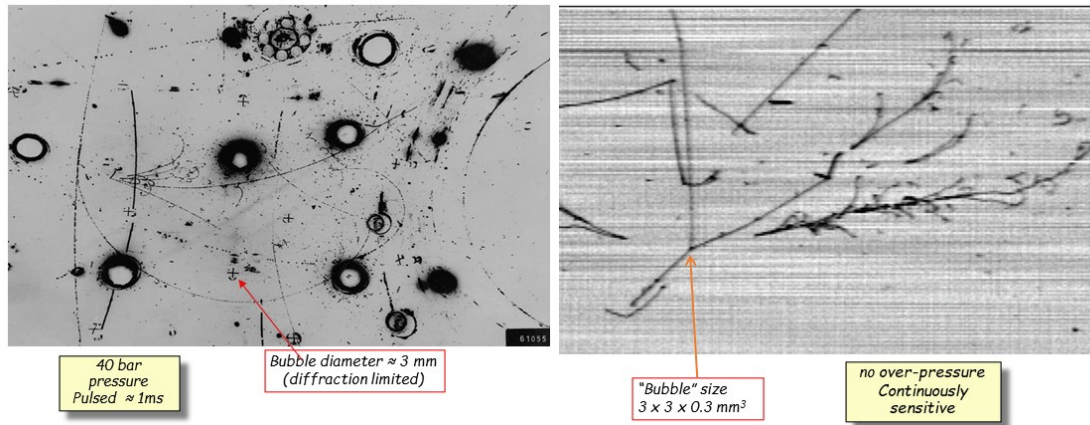 61055
40 bar
pressure
Pulsed ≈ 1ms
Bubble diameter ≈ 3 mm
(diffraction limited)
"Bubble" size
3 x 3 x 0.3 mm³
no over-pressure
Continuously
sensitive